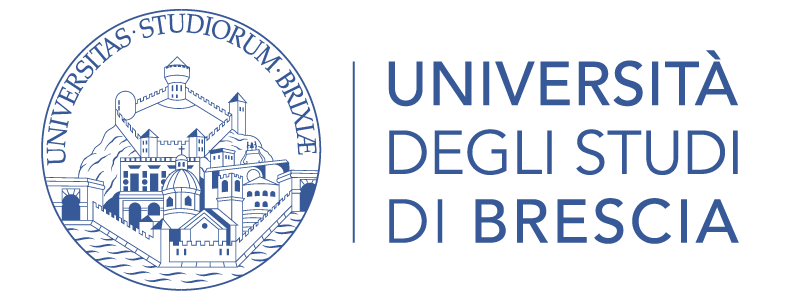 UNIVERSITAS · STUDIORUM · BRIXIÆ
UNIVERSITÀ
DEGLI STUDI
DI BRESCIA